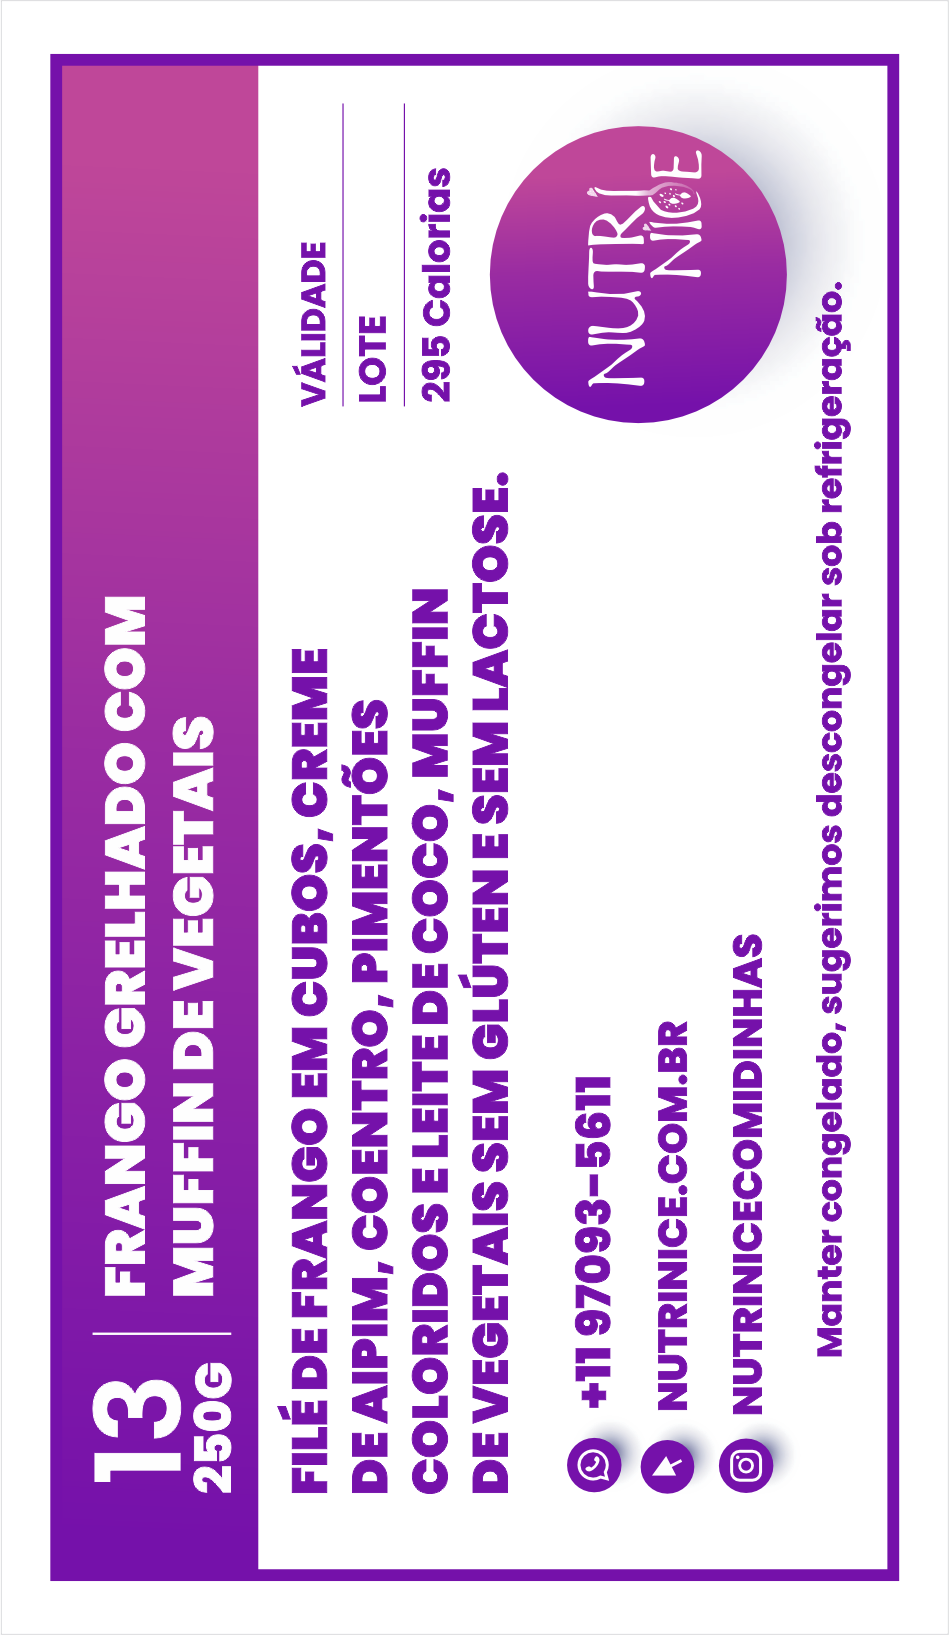 13
250G
FRANGO GRELHADO COM
MUFFIN DE VEGETAIS
FILÉ DE FRANGO EM CUBOS, CREME
DE AIPIM, COENTRO, PIMENTÕES
COLORIDOS E LEITE DE COCO, MUFFIN
DE VEGETAIS SEM GLÚTEN E SEM LACTOSE.
VÁLIDADE
LOTE
295 Calorias
+11 97093-5611
NUTRINICE.COM.BR
NUTRINICECOMIDINHAS
NUTRÍ
NICE
Manter congelado, sugerimos descongelar sob refrigeração.